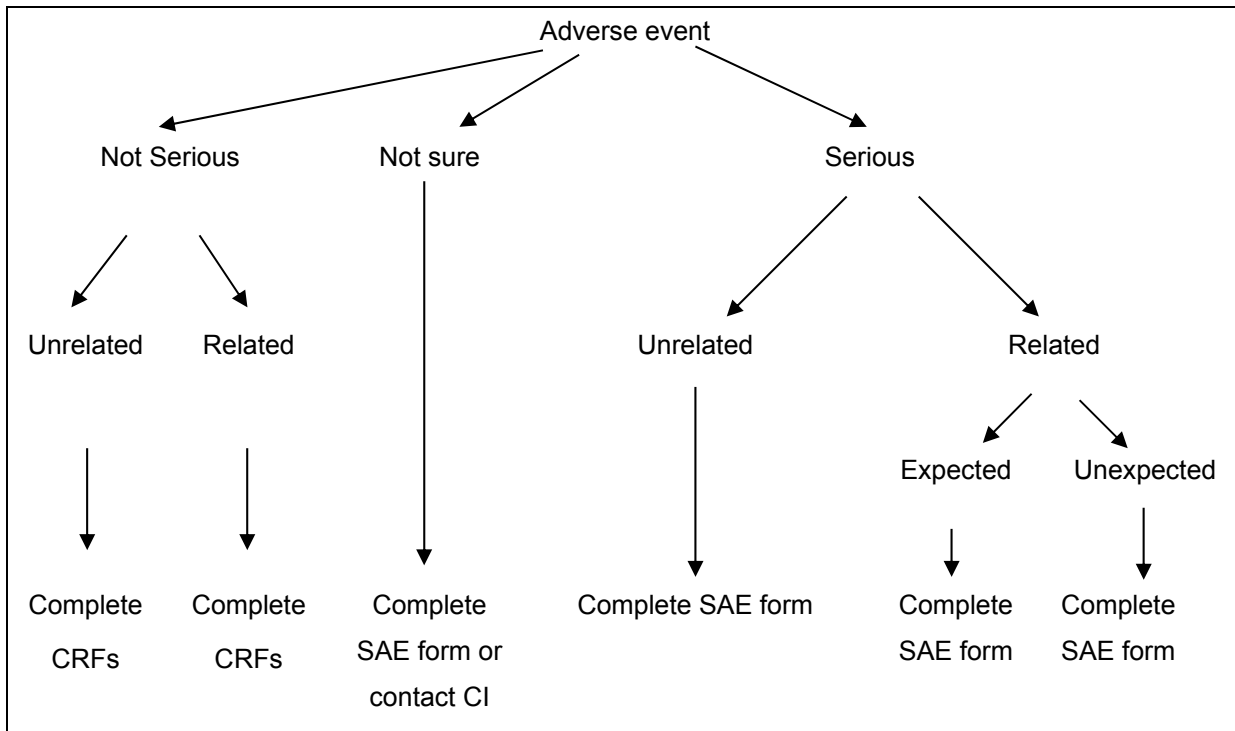 Adverse event
Not Serious
Not sure
Serious
Unrelated
Related
Unrelated
Related
Expected
Unexpected
Complete
CRFs
Complete
CRFs
Complete
SAE form or
contact CI
Complete SAE form
Complete
SAE form
Complete
SAE form